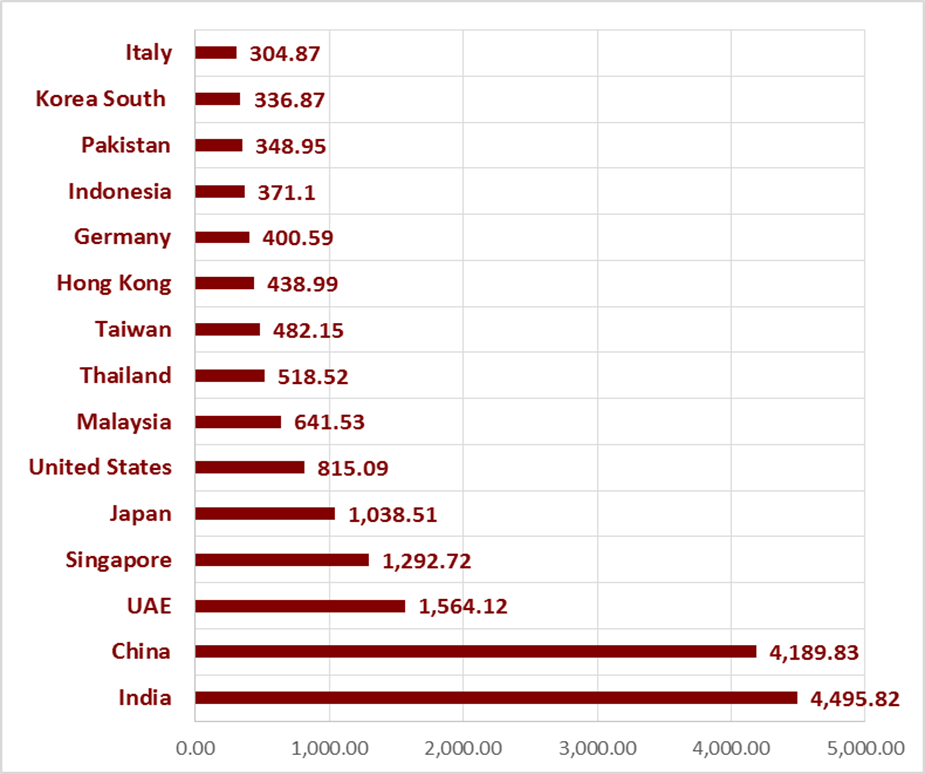 Italy 304.87
Korea South 336.87
Pakistan 348.95
Indonesia 371.1
Germany 400.59
Hong Kong 438.99
Taiwan 482.15
Thailand 518.52
Malaysia 641.53
United States 815.09
Japan 1,038.51
Singapore 1,292.72
UAE 1,564.12
China 4,189.83
India 4,495.82
0.00 1,000.00 2,000.00 3,000.00 4,000.00 5,000.00